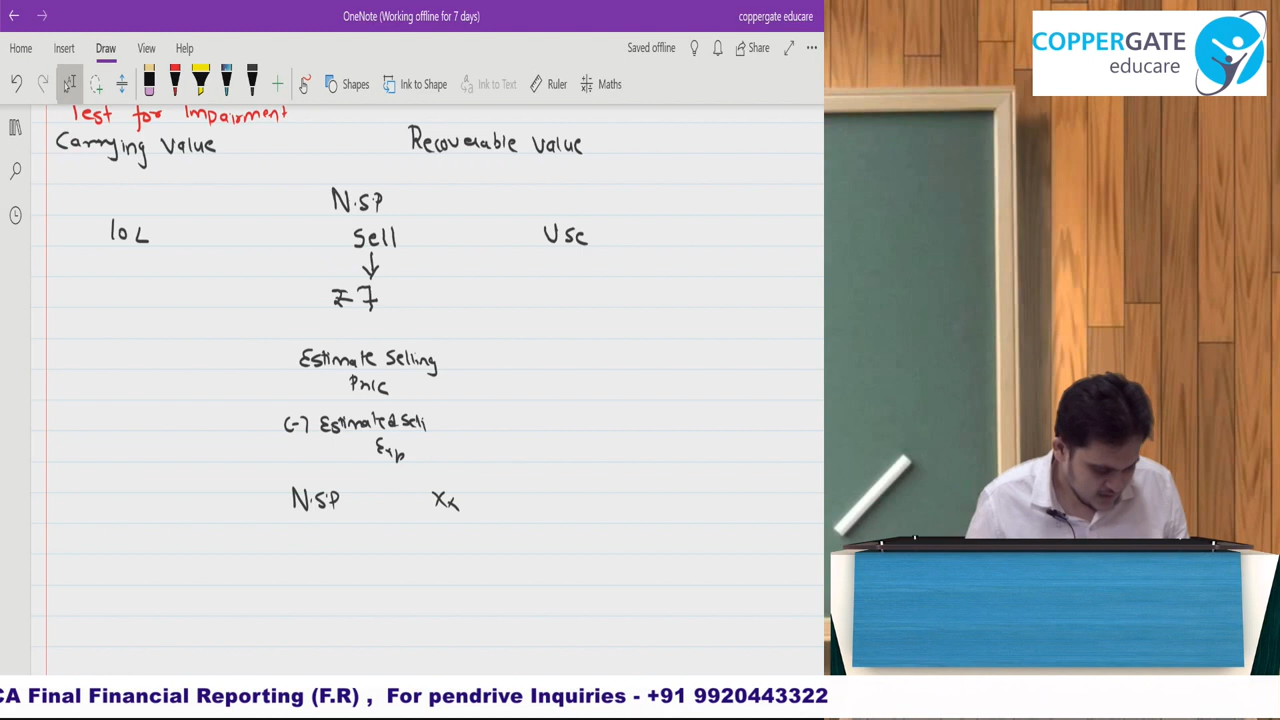 OneNote (Working offline for 7 days)
coppergate educare
Home Insert Draw View Help
Saved offline
Share
Shapes
Ink to Shape
Ink to Text
Ruler
Maths
COPPERGATE
educare
Test for Impairment
Carrying Value Recoverable Value
N.S.P
10L Sell Use
₹7
Estimate Selling
Price
(-) Estimated Sell
Exp
N.S.P Xx
CA Final Financial Reporting (F.R) , For pendrive Inquiries - +91 9920443322